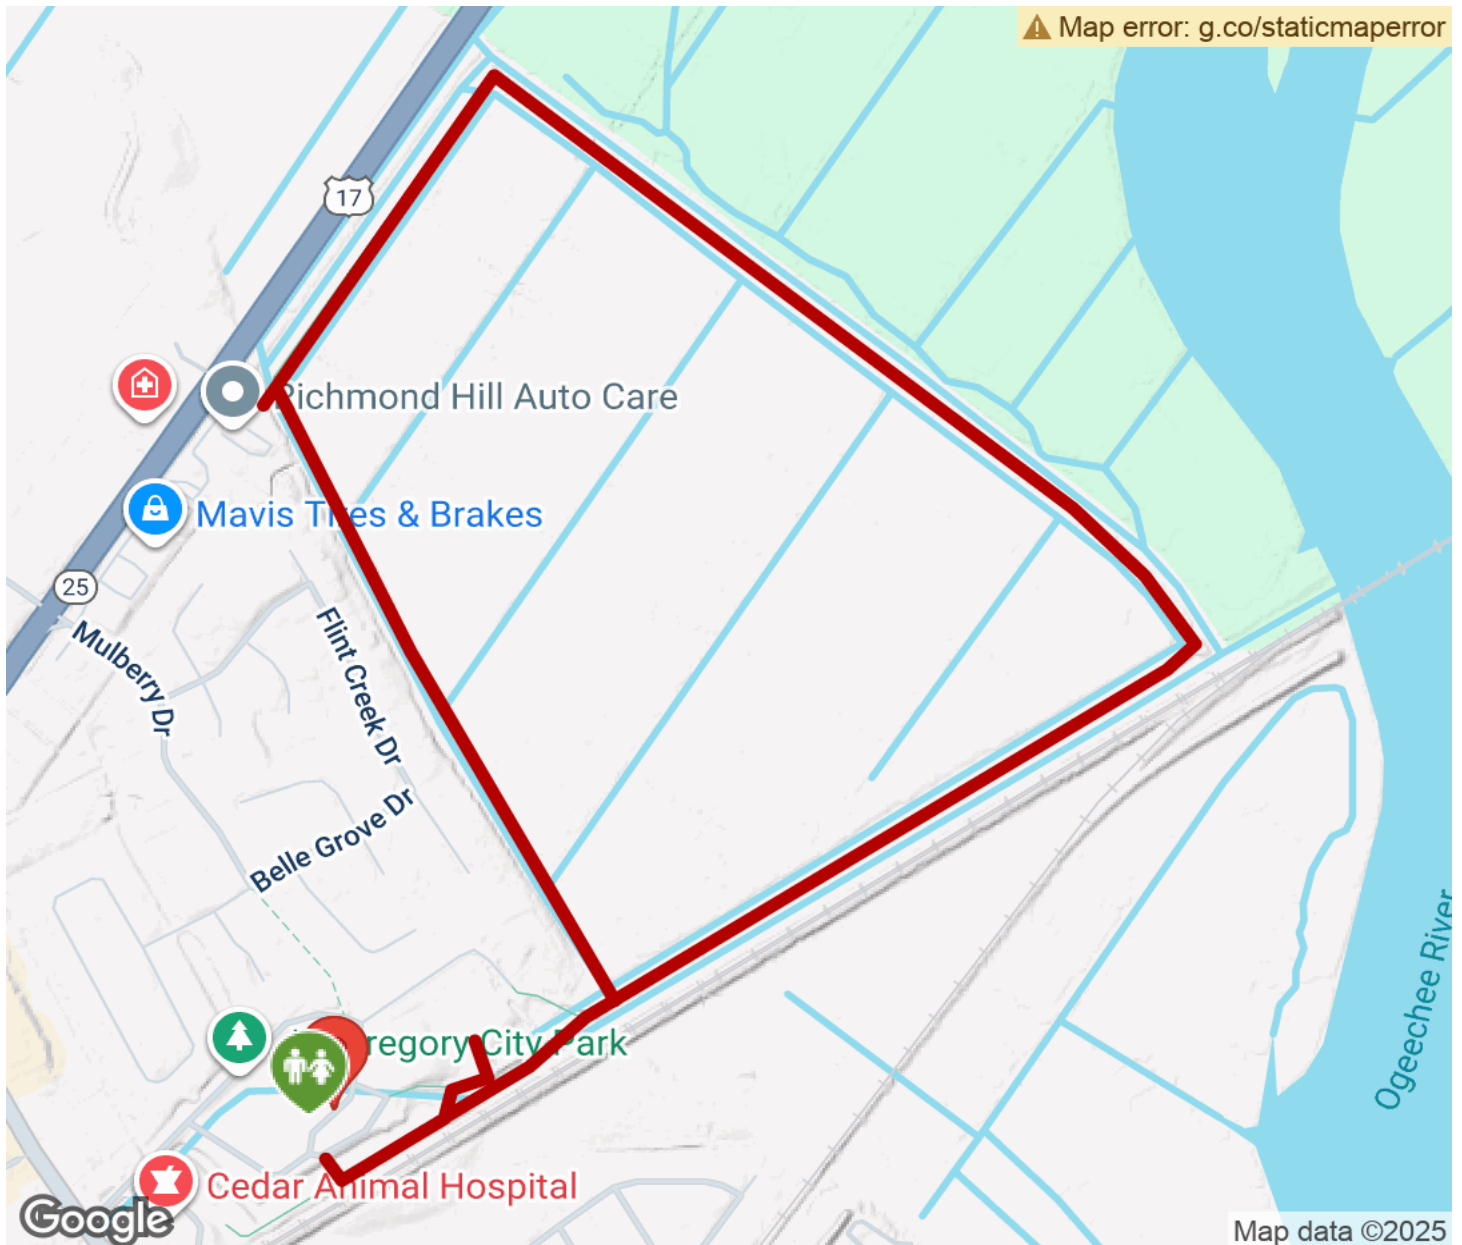 Map error: g.co/staticmaperror
17
Richmond Hill Auto Care
Mavis Tires & Brakes
25
Mulberry Dr
Flint Creek Dr
Belle Grove Dr
Ogeechee River
Gregory City Park
Cedar Animal Hospital
Google
Map data ©2025